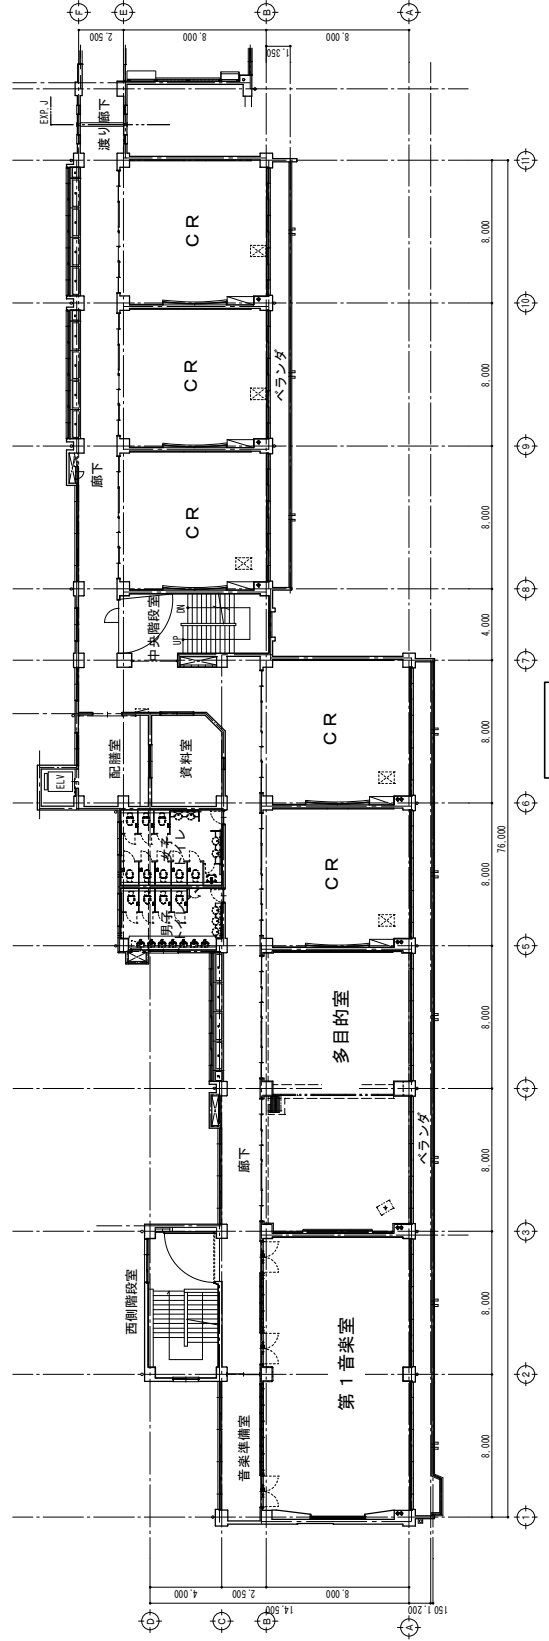 F
E
B
A
2,500
8,000
8,000
1,350
EXP.J
渡り廊下
11
CR
8,000
10
CR
8,000
ベランダ
9
廊下
CR
8,000
8
中央階段室
DN
UP
4,000
7
配膳室
資料室
ELV
CR
8,000
6
76,000
女子
トイレ
CR
8,000
男子
トイレ
5
多目的室
8,000
4
廊下
ベランダ
8,000
3
西側階段室
第1音楽室
8,000
2
音楽準備室
8,000
1
4,000
2,500
8,000
14,500
150
1,200
D
C
B
A